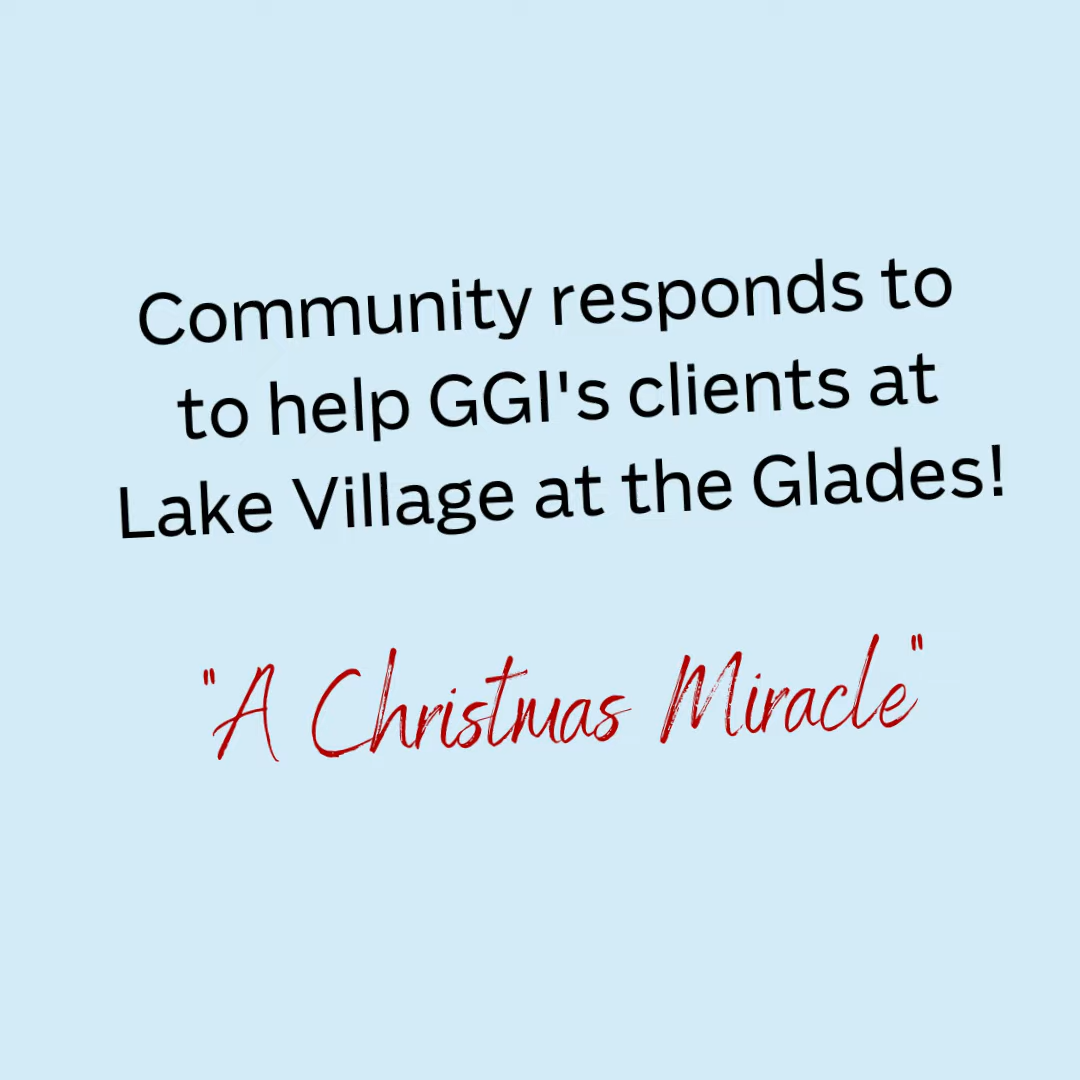 Community responds to
to help GGI's clients at
Lake Village at the Glades!
"A Christmas Miracle"